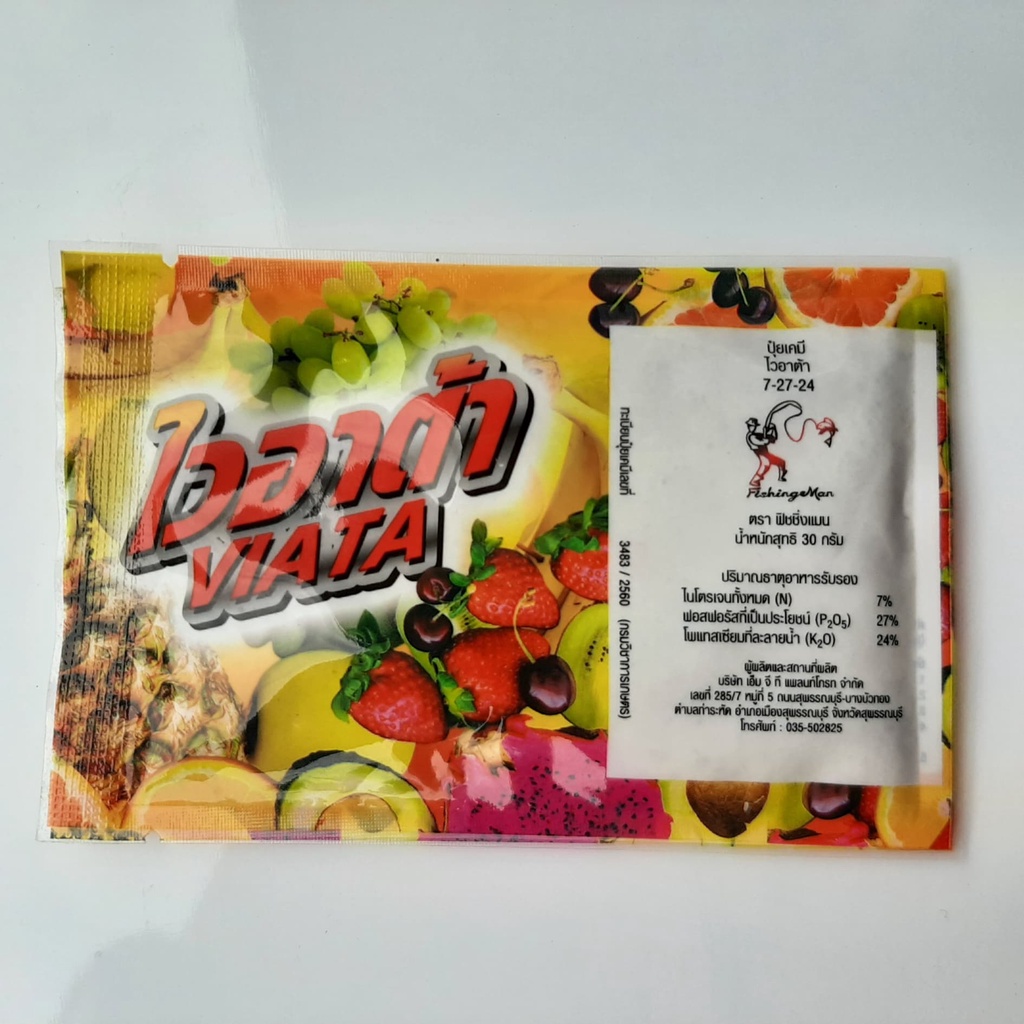 ไวอาต้า
VIATA
ทะเบียนปุ๋ยเคมีเลขที่ 3483 / 2560 (กรมวิชาการเกษตร)
ปุ๋ยเคมี
ไวอาต้า
7-27-24
FishingeMan
ตรา ฟิชชิ่งแมน
น้ำหนักสุทธิ 30 กรัม
ปริมาณธาตุอาหารรับรอง
ไนโตรเจนทั้งหมด (N) 7%
ฟอสฟอรัสที่เป็นประโยชน์ (P₂O₅) 27%
โพแทสเซียมที่ละลายน้ำ (K₂O) 24%
ผู้ผลิตและสถานที่ผลิต
บริษัท เอ็ม จี ที แพลนท์โกรท จำกัด
เลขที่ 285/7 หมู่ที่ 5 ถนนสุพรรณบุรี-บางบัวทอง
ตำบลท่าระหัด อำเภอเมืองสุพรรณบุรี จังหวัดสุพรรณบุรี
โทรศัพท์ : 035-502825